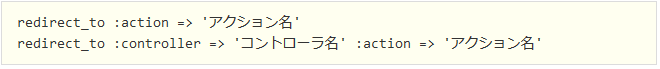 redirect_to :action => 'アクション名'
redirect_to :controller => 'コントローラ名' :action => 'アクション名'